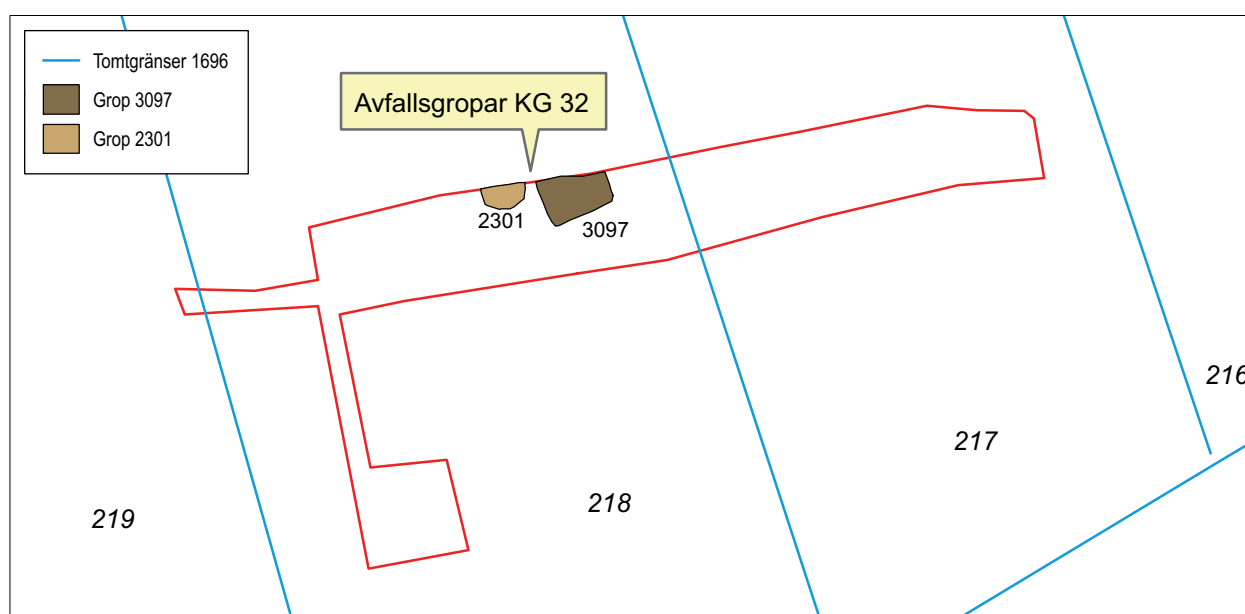 Tomtgränser 1696
Grop 3097
Grop 2301
Avfallsgropar KG 32
2301
3097
216
217
218
219